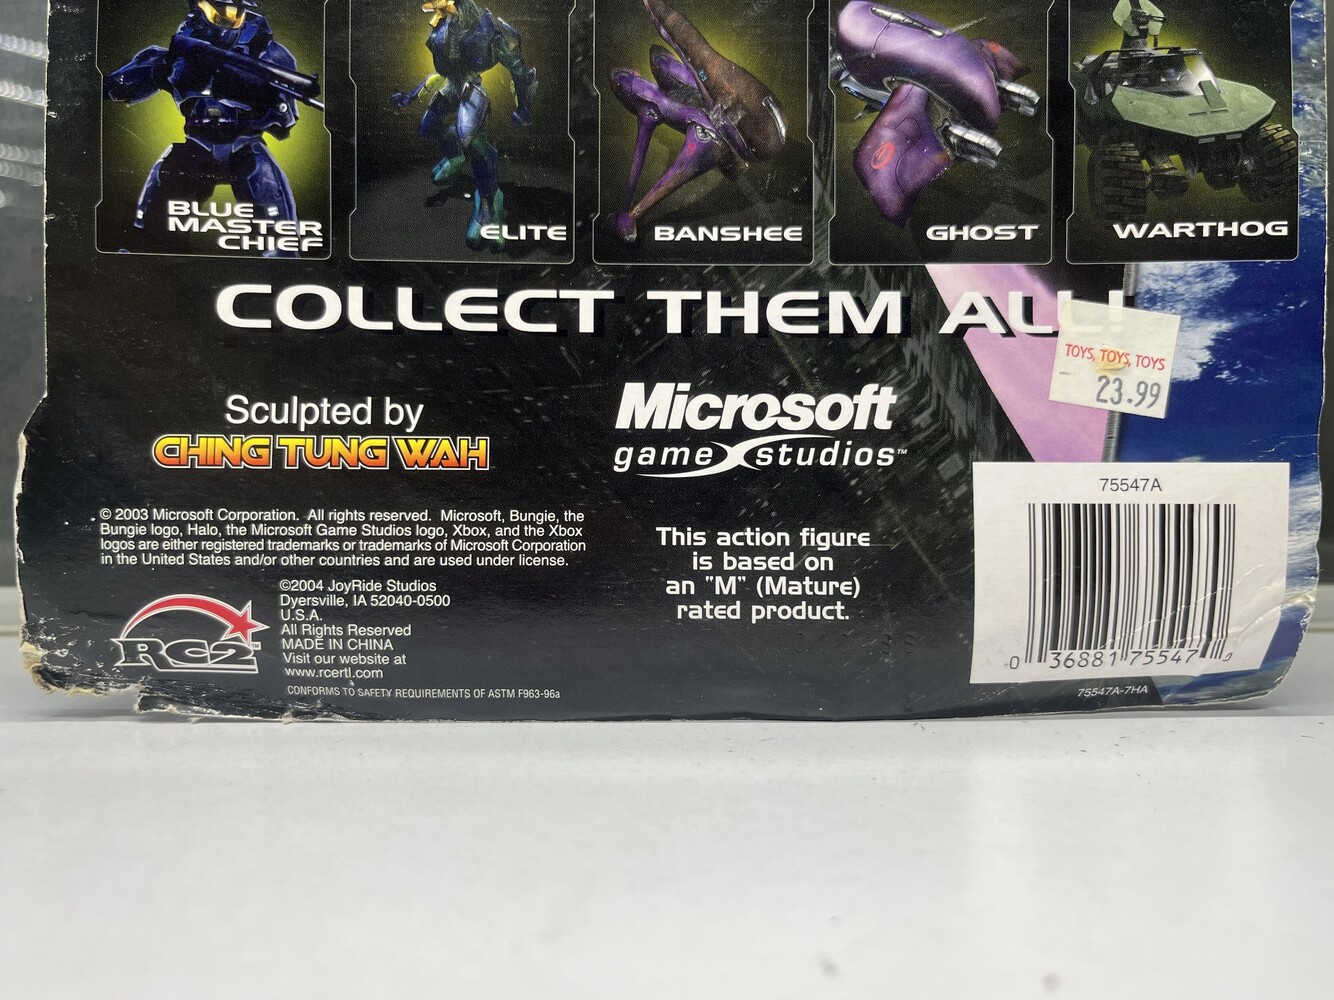 BLUE
MASTER
CHIEF
ELITE
BANSHEE
GHOST
WARTHOG
COLLECT THEM ALL!
TOYS, TOYS, TOYS
23.99
Sculpted by
CHING TUNG WAH
Microsoft
game studios™
75547A
© 2003 Microsoft Corporation. All rights reserved. Microsoft, Bungie, the
Bungie logo, Halo, the Microsoft Game Studios logo, Xbox, and the Xbox
logos are either registered trademarks or trademarks of Microsoft Corporation
in the United States and/or other countries and are used under license.
This action figure
is based on
an "M" (Mature)
rated product.
RC2™
©2004 JoyRide Studios
Dyersville, IA 52040-0500
U.S.A.
All Rights Reserved
MADE IN CHINA
Visit our website at
www.rcertl.com
CONFORMS TO SAFETY REQUIREMENTS OF ASTM F963-96a
0 36881 75547 0
75547A-7HA